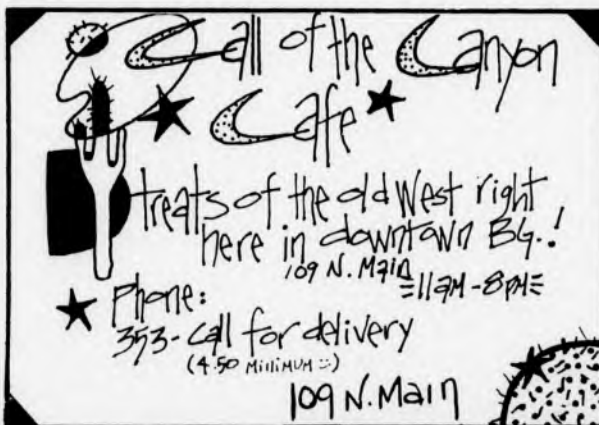 Call of the Canyon
Cafe
treats of the old West right
here in downtown BG..!
109 N. Main
=11am-8pm=
Phone:
353-Call for delivery
(4.50 MiniMUM :-)
109 N. Main